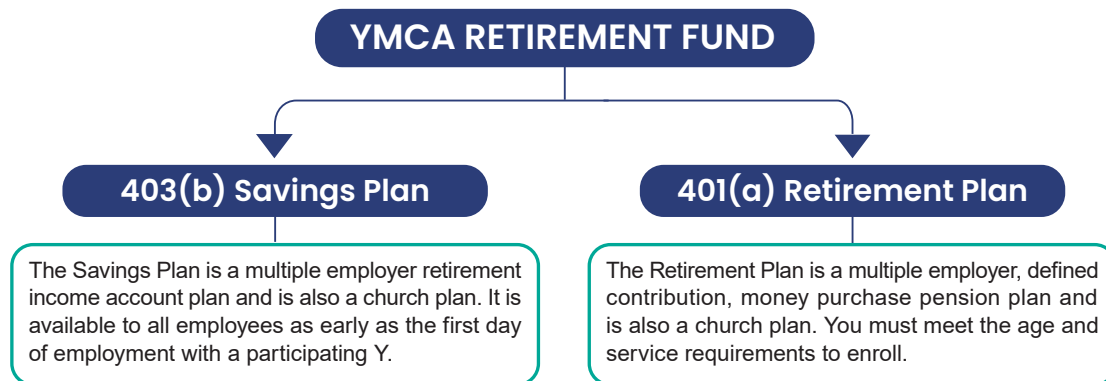 YMCA RETIREMENT FUND
403(b) Savings Plan
The Savings Plan is a multiple employer retirement
income account plan and is also a church plan. It is
available to all employees as early as the first day
of employment with a participating Y.
401(a) Retirement Plan
The Retirement Plan is a multiple employer, defined
contribution, money purchase pension plan and
is also a church plan. You must meet the age and
service requirements to enroll.